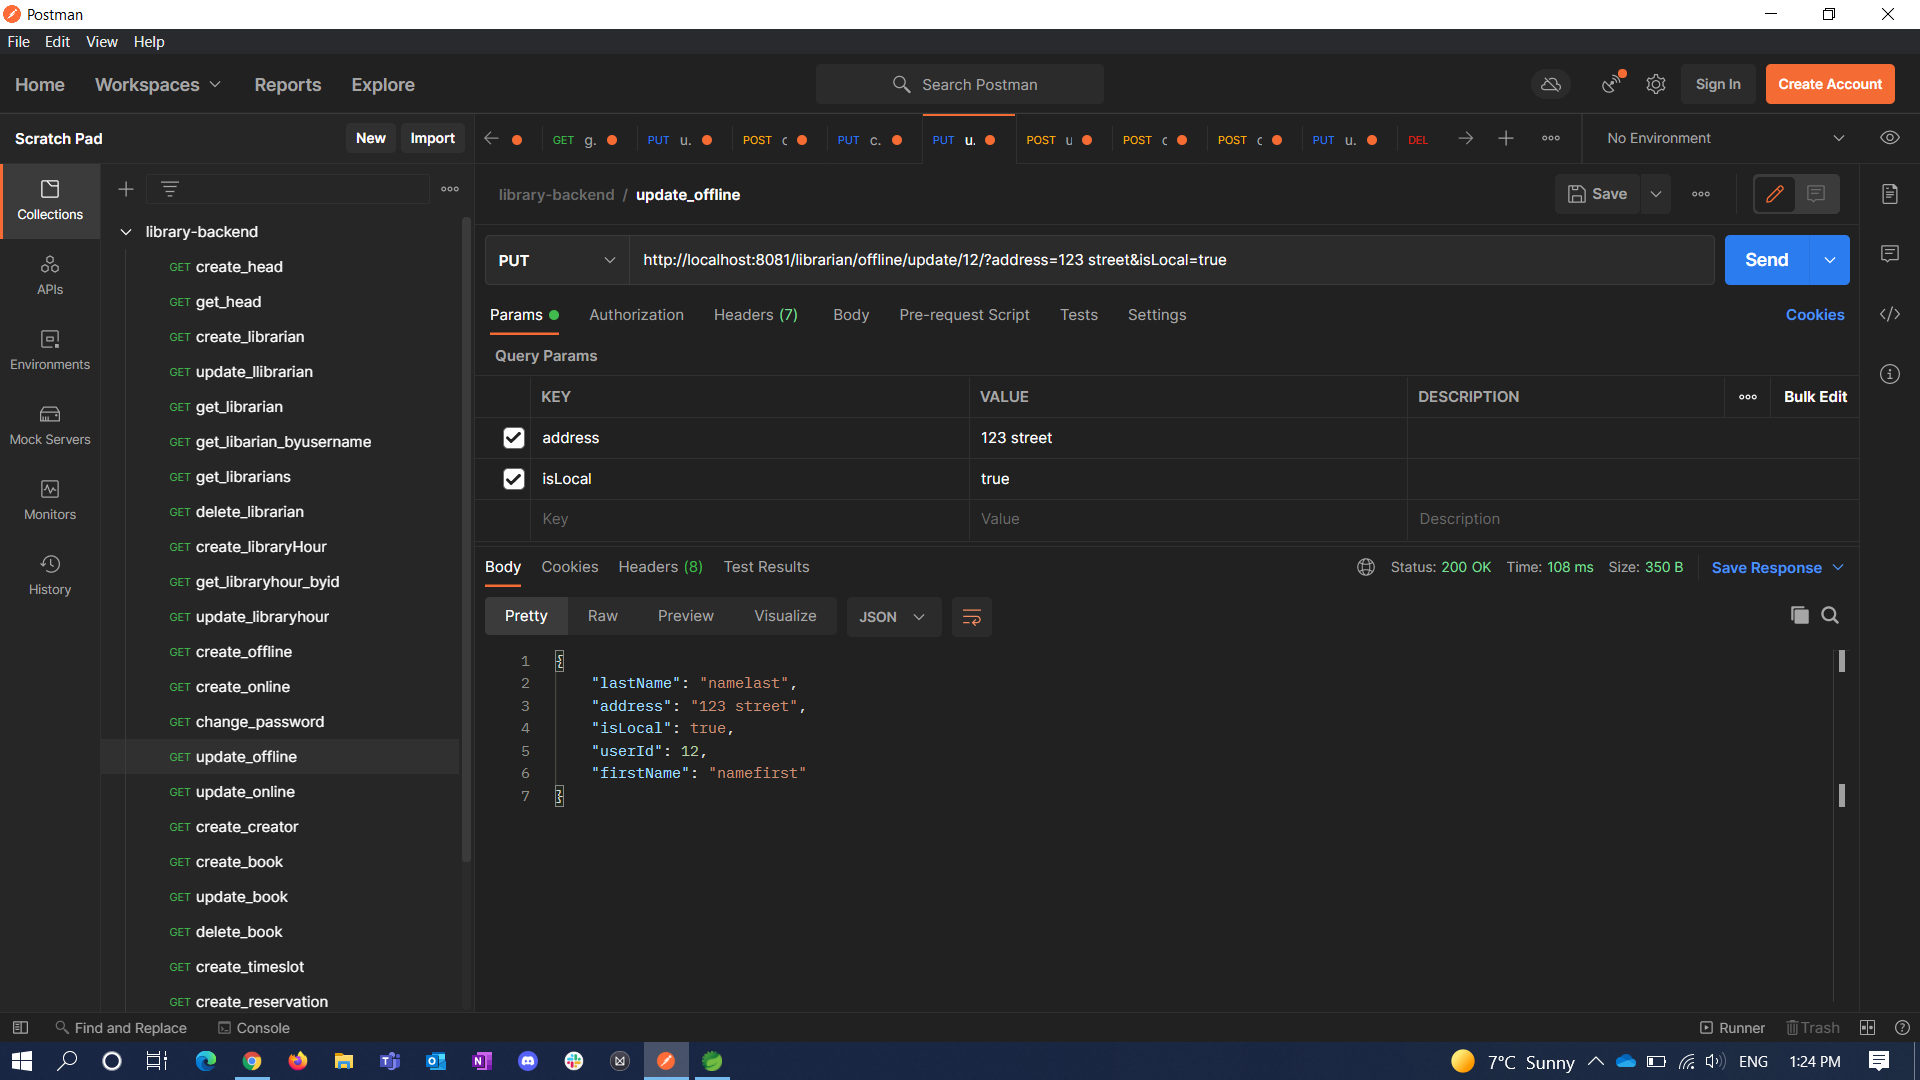 Postman
File Edit View Help
Home Workspaces Reports Explore Search Postman Sign In Create Account
Scratch Pad New Import
GET g. PUT u. POST c PUT c. PUT u. POST u POST c POST c PUT u. DEL No Environment
Collections
APIs
Environments
Mock Servers
Monitors
History
library-backend
GET create_head
GET get_head
GET create_librarian
GET update_llibrarian
GET get_librarian
GET get_libarian_byusername
GET get_librarians
GET delete_librarian
GET create_libraryHour
GET get_libraryhour_byid
GET update_libraryhour
GET create_offline
GET create_online
GET change_password
GET update_offline
GET update_online
GET create_creator
GET create_book
GET update_book
GET delete_book
GET create_timeslot
GET create_reservation
library-backend / update_offline Save
PUT http://localhost:8081/librarian/offline/update/12/?address=123 street&isLocal=true Send
Params Authorization Headers (7) Body Pre-request Script Tests Settings Cookies
Query Params
KEY VALUE DESCRIPTION Bulk Edit
address 123 street
isLocal true
Key Value Description
Body Cookies Headers (8) Test Results Status: 200 OK Time: 108 ms Size: 350 B Save Response
Pretty Raw Preview Visualize JSON
1 {
2 "lastName": "namelast",
3 "address": "123 street",
4 "isLocal": true,
5 "userId": 12,
6 "firstName": "namefirst"
7 }
Find and Replace Console Runner Trash
7°C Sunny ENG 1:24 PM